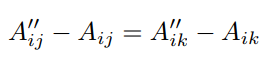 A''_{ij} − A_{ij} = A''_{ik} − A_{ik}